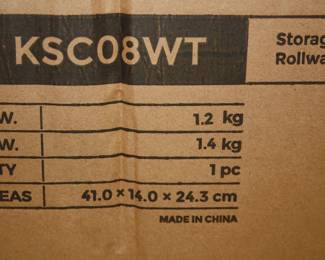 KSC08WT
Storag
Rollwa
W. 1.2 kg
W. 1.4 kg
TY 1 pc
EAS 41.0 × 14.0 × 24.3 cm
MADE IN CHINA